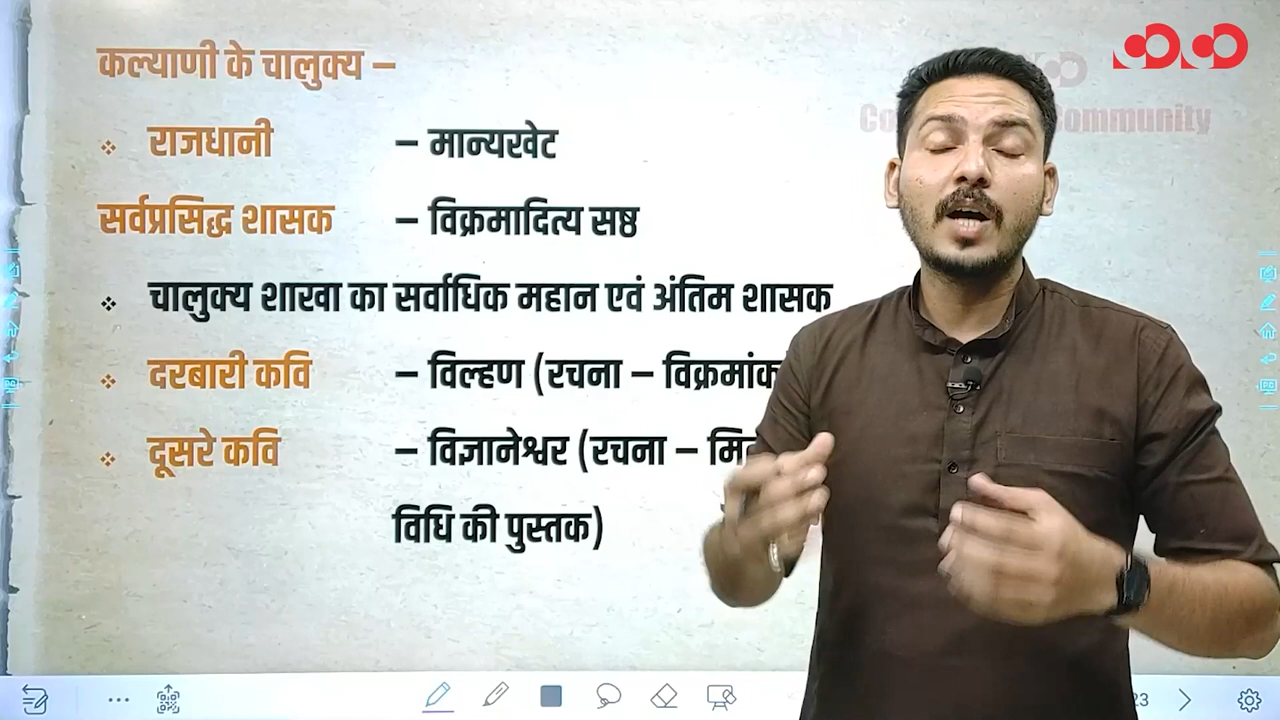 कल्याणी के चालुक्य –
राजधानी – मान्यखेट
सर्वप्रसिद्ध शासक – विक्रमादित्य सष्ठ
चालुक्य शाखा का सर्वाधिक महान एवं अंतिम शासक
दरबारी कवि – विल्हण (रचना –
दूसरे कवि – विज्ञानेश्वर (रचना –
विधि की पुस्तक)
23